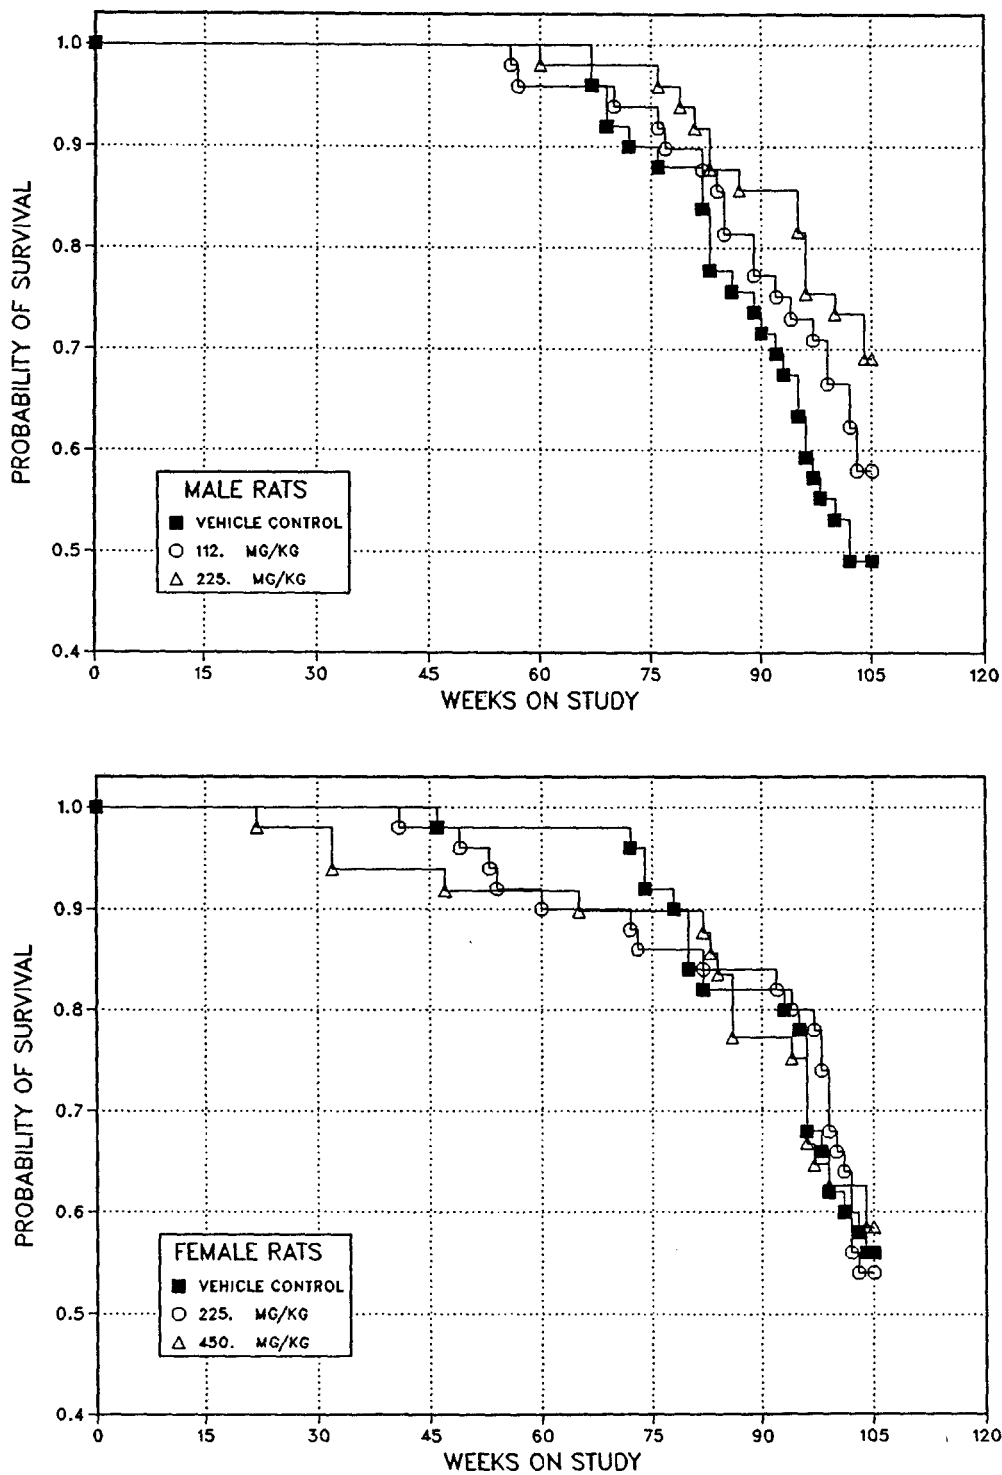 PROBABILITY OF SURVIVAL
1.0
0.9
0.8
0.7
0.6
0.5
0.4
MALE RATS
VEHICLE CONTROL
112. MG/KG
225. MG/KG
0 15 30 45 60 75 90 105 120
WEEKS ON STUDY
PROBABILITY OF SURVIVAL
1.0
0.9
0.8
0.7
0.6
0.5
0.4
FEMALE RATS
VEHICLE CONTROL
225. MG/KG
450. MG/KG
0 15 30 45 60 75 90 105 120
WEEKS ON STUDY